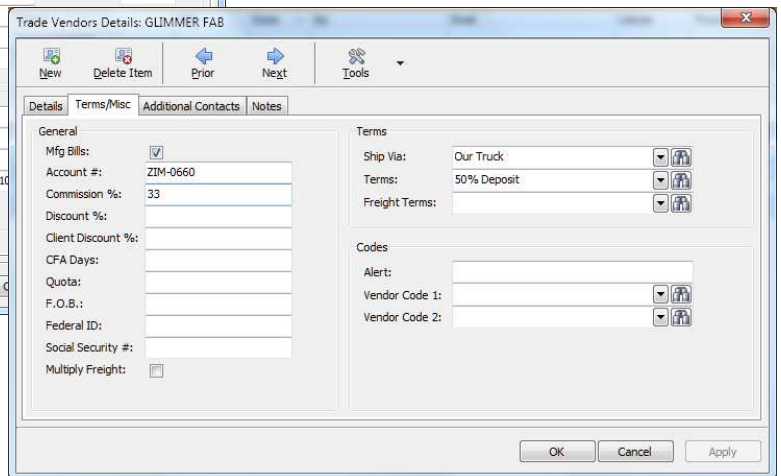 Trade Vendors Details: GLIMMER FAB
New
Delete Item
Prior
Next
Tools
Details
Terms/Misc
Additional Contacts
Notes
General
Mfg Bills:
Account #: ZIM-0660
Commission %: 33
Discount %:
Client Discount %:
CFA Days:
Quota:
F.O.B.:
Federal ID:
Social Security #:
Multiply Freight:
Terms
Ship Via: Our Truck
Terms: 50% Deposit
Freight Terms:
Codes
Alert:
Vendor Code 1:
Vendor Code 2:
OK
Cancel
Apply